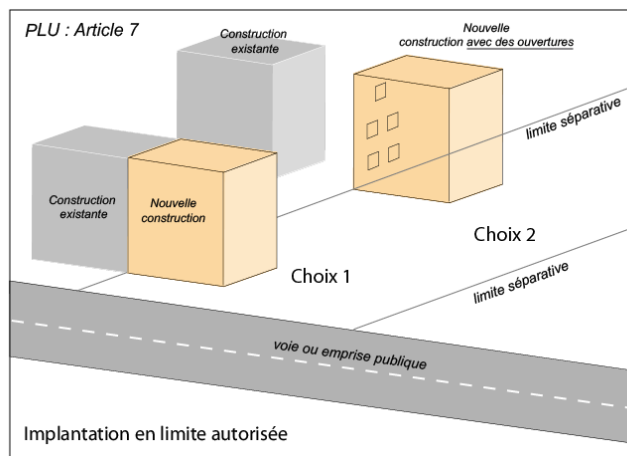 PLU : Article 7
Construction
existante
Nouvelle
construction avec des ouvertures
limite séparative
Construction
existante
Nouvelle
construction
Choix 2
Choix 1
limite séparative
voie ou emprise publique
Implantation en limite autorisée